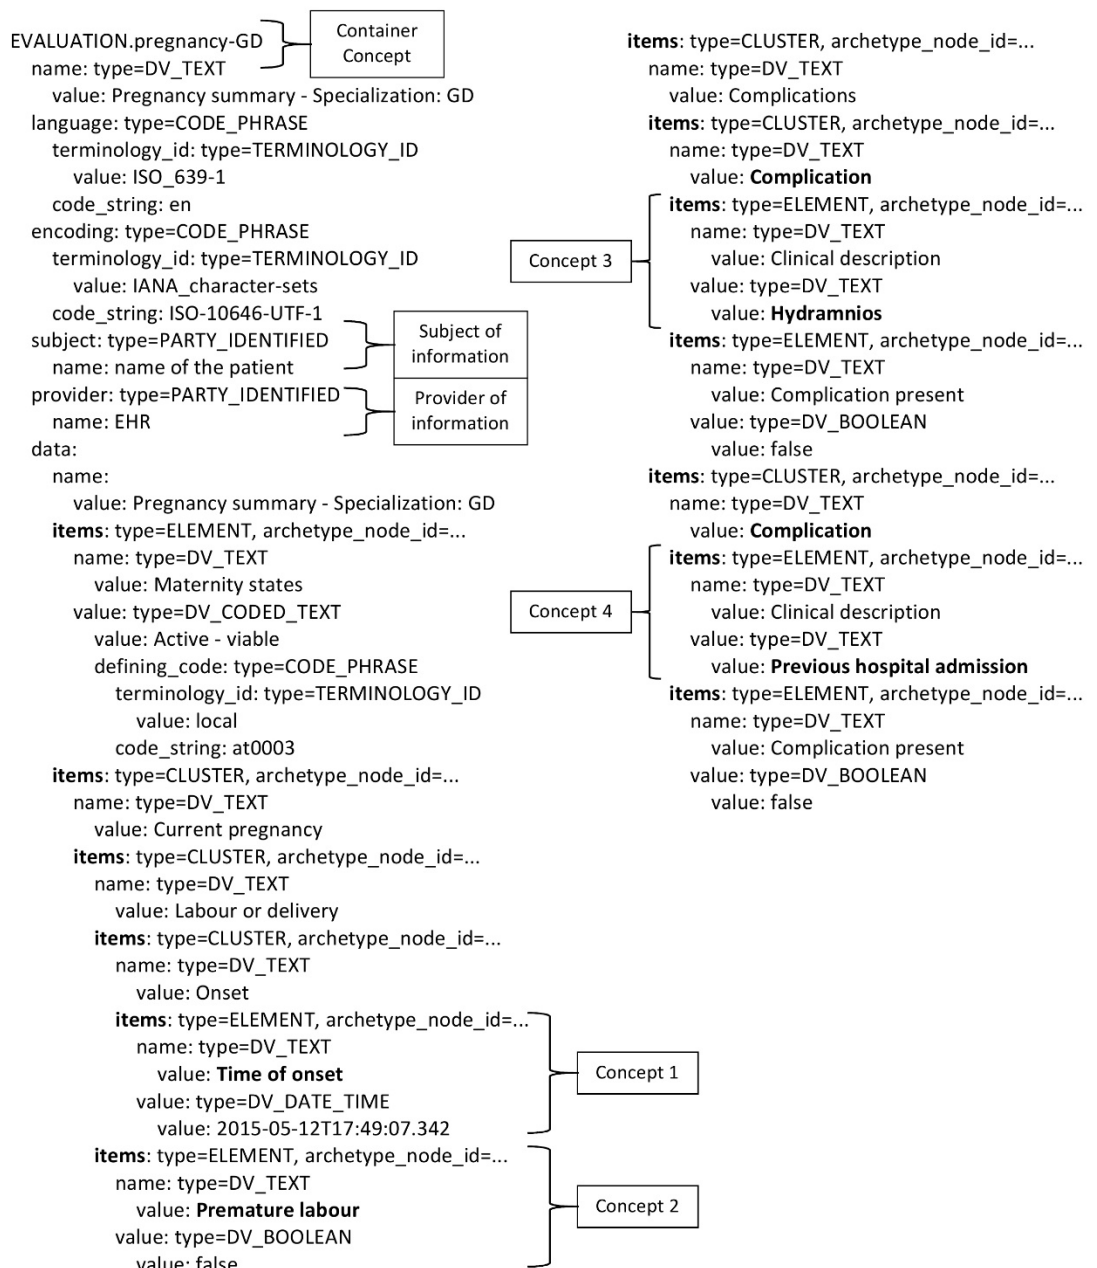 EVALUATION.pregnancy-GD
Container
Concept
name: type=DV_TEXT
value: Pregnancy summary - Specialization: GD
language: type=CODE_PHRASE
terminology_id: type=TERMINOLOGY_ID
value: ISO_639-1
code_string: en
encoding: type=CODE_PHRASE
terminology_id: type=TERMINOLOGY_ID
value: IANA_character-sets
code_string: ISO-10646-UTF-1
subject: type=PARTY_IDENTIFIED
name: name of the patient
Subject of
information
provider: type=PARTY_IDENTIFIED
name: EHR
Provider of
information
data:
name:
value: Pregnancy summary - Specialization: GD
items: type=ELEMENT, archetype_node_id=...
name: type=DV_TEXT
value: Maternity states
value: type=DV_CODED_TEXT
value: Active - viable
defining_code: type=CODE_PHRASE
terminology_id: type=TERMINOLOGY_ID
value: local
code_string: at0003
items: type=CLUSTER, archetype_node_id=...
name: type=DV_TEXT
value: Current pregnancy
items: type=CLUSTER, archetype_node_id=...
name: type=DV_TEXT
value: Labour or delivery
items: type=CLUSTER, archetype_node_id=...
name: type=DV_TEXT
value: Onset
items: type=ELEMENT, archetype_node_id=...
name: type=DV_TEXT
value: Time of onset
value: type=DV_DATE_TIME
value: 2015-05-12T17:49:07.342
Concept 1
items: type=ELEMENT, archetype_node_id=...
name: type=DV_TEXT
value: Premature labour
value: type=DV_BOOLEAN
value: false
Concept 2
items: type=CLUSTER, archetype_node_id=...
name: type=DV_TEXT
value: Complications
items: type=CLUSTER, archetype_node_id=...
name: type=DV_TEXT
value: Complication
Concept 3
items: type=ELEMENT, archetype_node_id=...
name: type=DV_TEXT
value: Clinical description
value: type=DV_TEXT
value: Hydramnios
items: type=ELEMENT, archetype_node_id=...
name: type=DV_TEXT
value: Complication present
value: type=DV_BOOLEAN
value: false
items: type=CLUSTER, archetype_node_id=...
name: type=DV_TEXT
value: Complication
Concept 4
items: type=ELEMENT, archetype_node_id=...
name: type=DV_TEXT
value: Clinical description
value: type=DV_TEXT
value: Previous hospital admission
items: type=ELEMENT, archetype_node_id=...
name: type=DV_TEXT
value: Complication present
value: type=DV_BOOLEAN
value: false